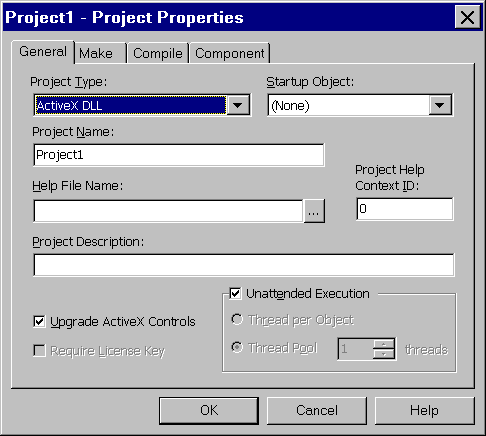 Project1 - Project Properties
General Make Compile Component
Project Type: Startup Object:
ActiveX DLL (None)
Project Name:
Project1
Help File Name: Project Help
Context ID:
... 0
Project Description:
Unattended Execution
Upgrade ActiveX Controls Thread per Object
Require License Key Thread Pool 1 threads
OK Cancel Help